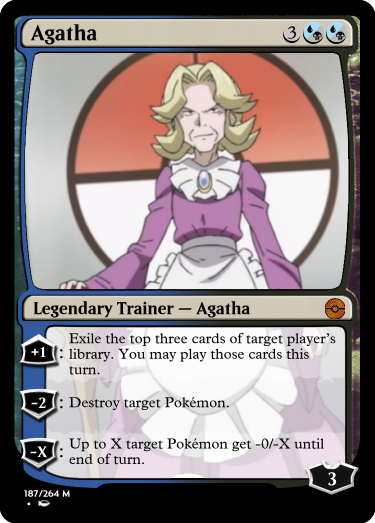 Agatha 3
Legendary Trainer — Agatha
+1: Exile the top three cards of target player's
library. You may play those cards this
turn.
-2: Destroy target Pokémon.
-X: Up to X target Pokémon get -0/-X until
end of turn.
3
187/264 M